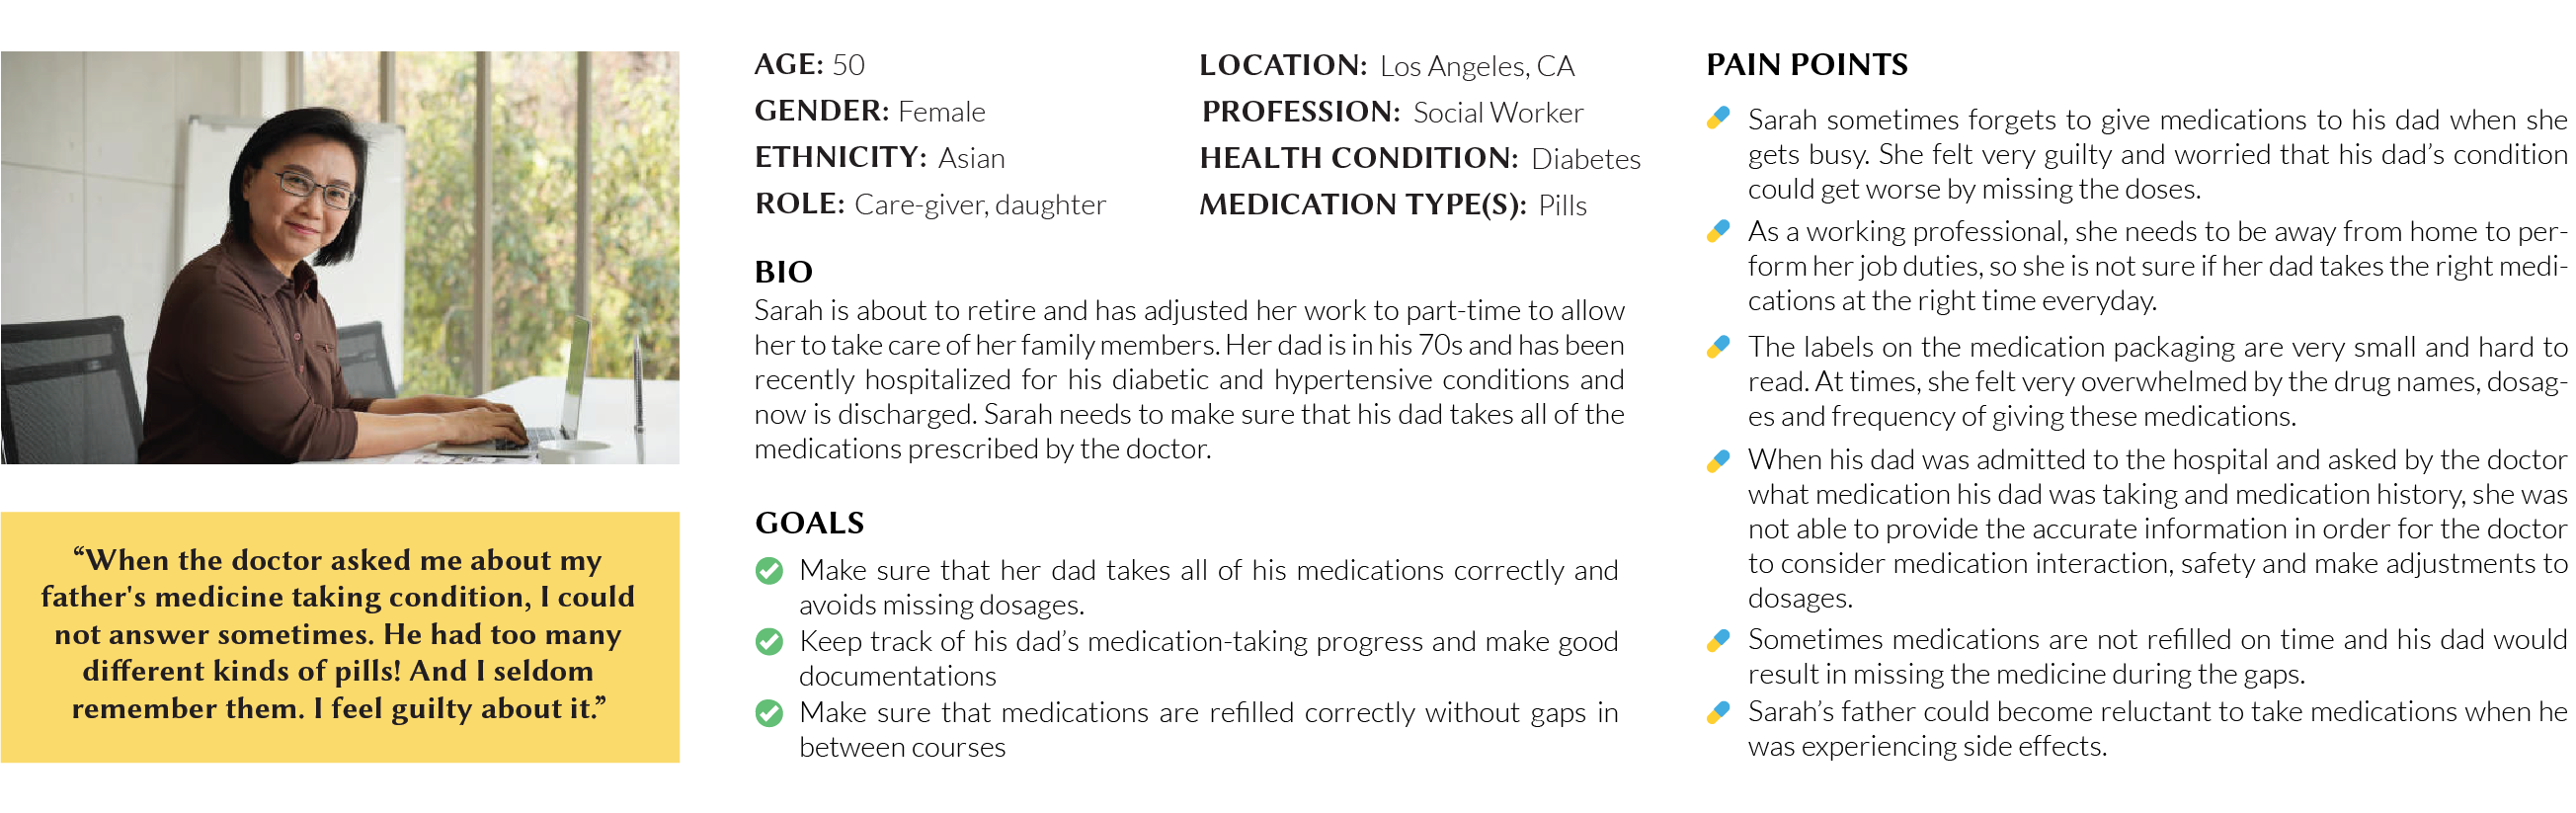 AGE: 50
GENDER: Female
ETHNICITY: Asian
ROLE: Care-giver, daughter
LOCATION: Los Angeles, CA
PROFESSION: Social Worker
HEALTH CONDITION: Diabetes
MEDICATION TYPE(S): Pills
BIO
Sarah is about to retire and has adjusted her work to part-time to allow
her to take care of her family members. Her dad is in his 70s and has been
recently hospitalized for his diabetic and hypertensive conditions and
now is discharged. Sarah needs to make sure that his dad takes all of the
medications prescribed by the doctor.
GOALS
Make sure that her dad takes all of his medications correctly and
avoids missing dosages.
Keep track of his dad’s medication-taking progress and make good
documentations
Make sure that medications are refilled correctly without gaps in
between courses
“When the doctor asked me about my
father's medicine taking condition, I could
not answer sometimes. He had too many
different kinds of pills! And I seldom
remember them. I feel guilty about it.”
PAIN POINTS
Sarah sometimes forgets to give medications to his dad when she
gets busy. She felt very guilty and worried that his dad’s condition
could get worse by missing the doses.
As a working professional, she needs to be away from home to per-
form her job duties, so she is not sure if her dad takes the right medi-
cations at the right time everyday.
The labels on the medication packaging are very small and hard to
read. At times, she felt very overwhelmed by the drug names, dosag-
es and frequency of giving these medications.
When his dad was admitted to the hospital and asked by the doctor
what medication his dad was taking and medication history, she was
not able to provide the accurate information in order for the doctor
to consider medication interaction, safety and make adjustments to
dosages.
Sometimes medications are not refilled on time and his dad would
result in missing the medicine during the gaps.
Sarah’s father could become reluctant to take medications when he
was experiencing side effects.